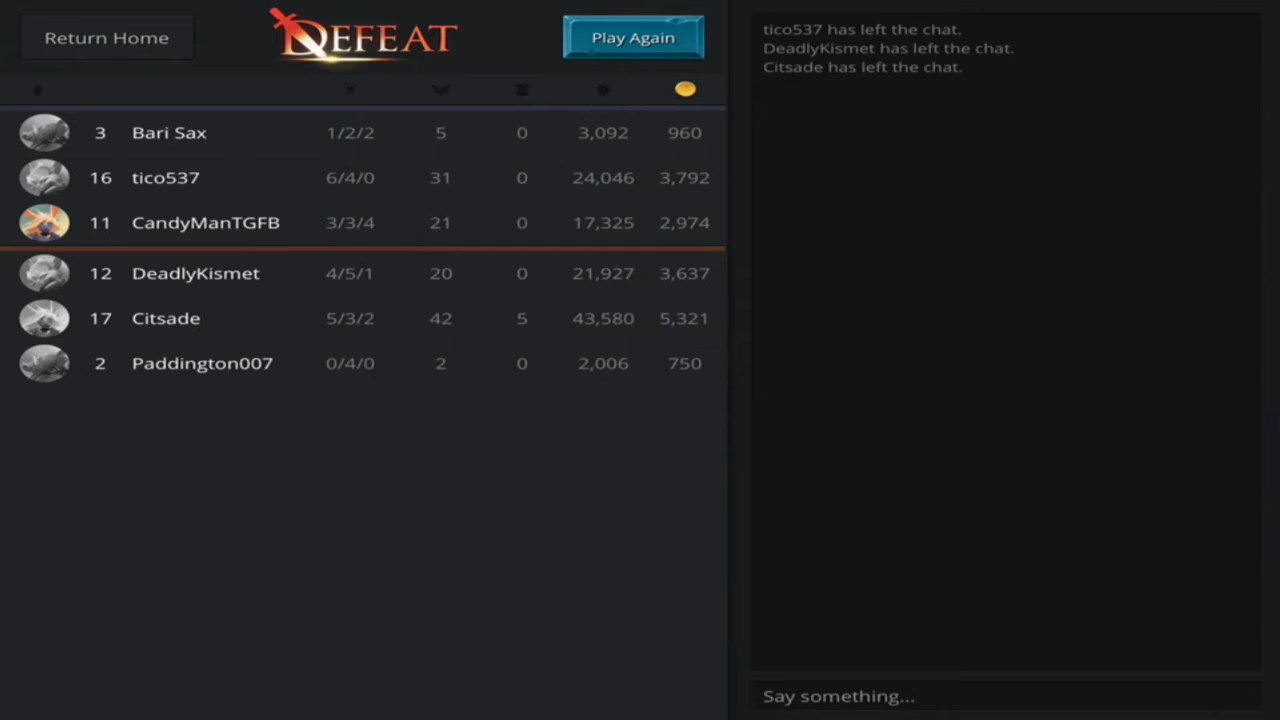 Return Home
DEFEAT
Play Again
3 Bari Sax 1/2/2 5 0 3,092 960
16 tico537 6/4/0 31 0 24,046 3,792
11 CandyManTGFB 3/3/4 21 0 17,325 2,974
12 DeadlyKismet 4/5/1 20 0 21,927 3,637
17 Citsade 5/3/2 42 5 43,580 5,321
2 Paddington007 0/4/0 2 0 2,006 750
tico537 has left the chat.
DeadlyKismet has left the chat.
Citsade has left the chat.
Say something...